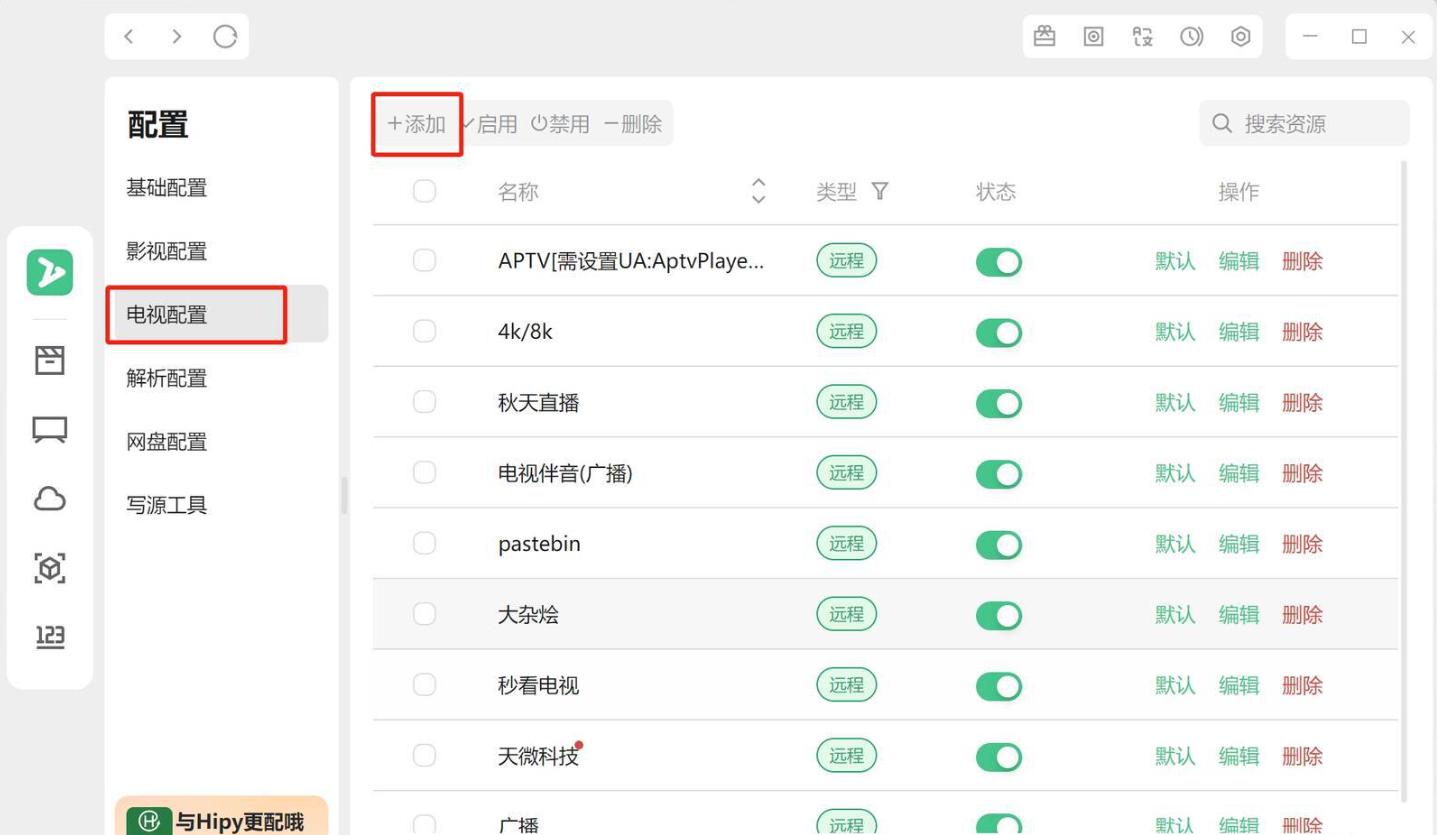 配置
基础配置
影视配置
电视配置
解析配置
网盘配置
写源工具
与Hipy更配哦
添加 启用 禁用 删除
搜索资源
名称 类型 状态 操作
APTV[需设置UA:AptvPlaye... 远程 默认 编辑 删除
4k/8k 远程 默认 编辑 删除
秋天直播 远程 默认 编辑 删除
电视伴音(广播) 远程 默认 编辑 删除
pastebin 远程 默认 编辑 删除
大杂烩 远程 默认 编辑 删除
秒看电视 远程 默认 编辑 删除
天微科技 远程 默认 编辑 删除
广播 远程 默认 编辑 删除
123